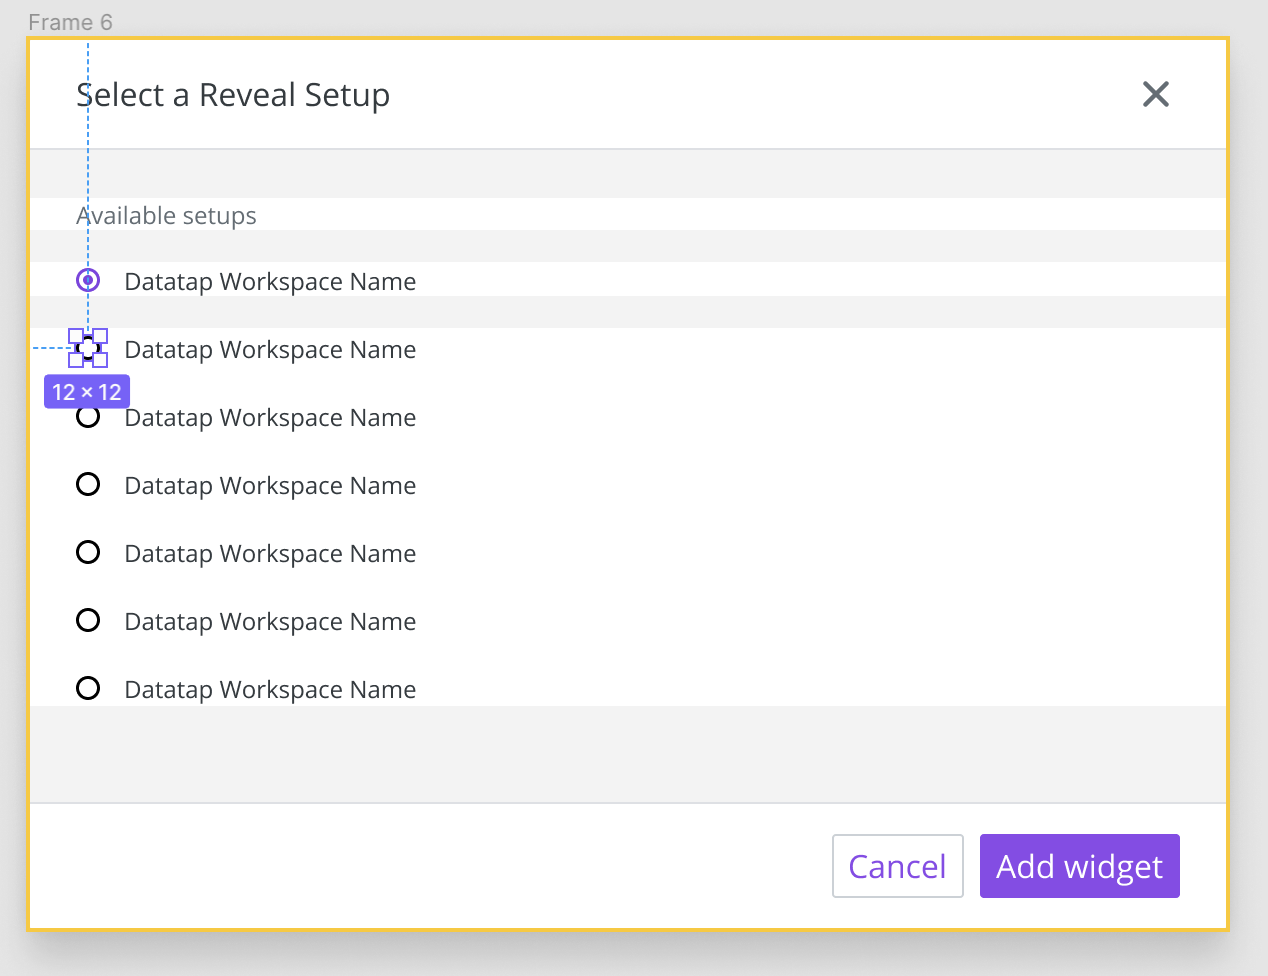 Frame 6
Select a Reveal Setup
Available setups
Datatap Workspace Name
Datatap Workspace Name
12 × 12
Datatap Workspace Name
Datatap Workspace Name
Datatap Workspace Name
Datatap Workspace Name
Datatap Workspace Name
Cancel
Add widget